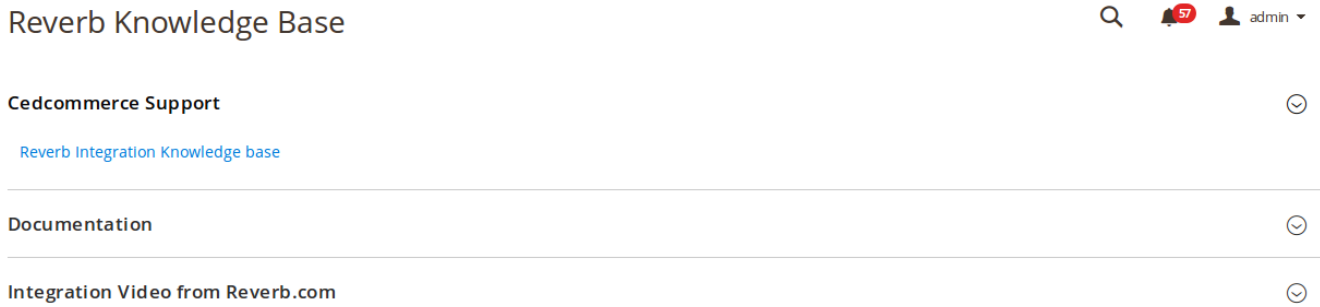 Reverb Knowledge Base
57
admin
Cedcommerce Support
Reverb Integration Knowledge base
Documentation
Integration Video from Reverb.com